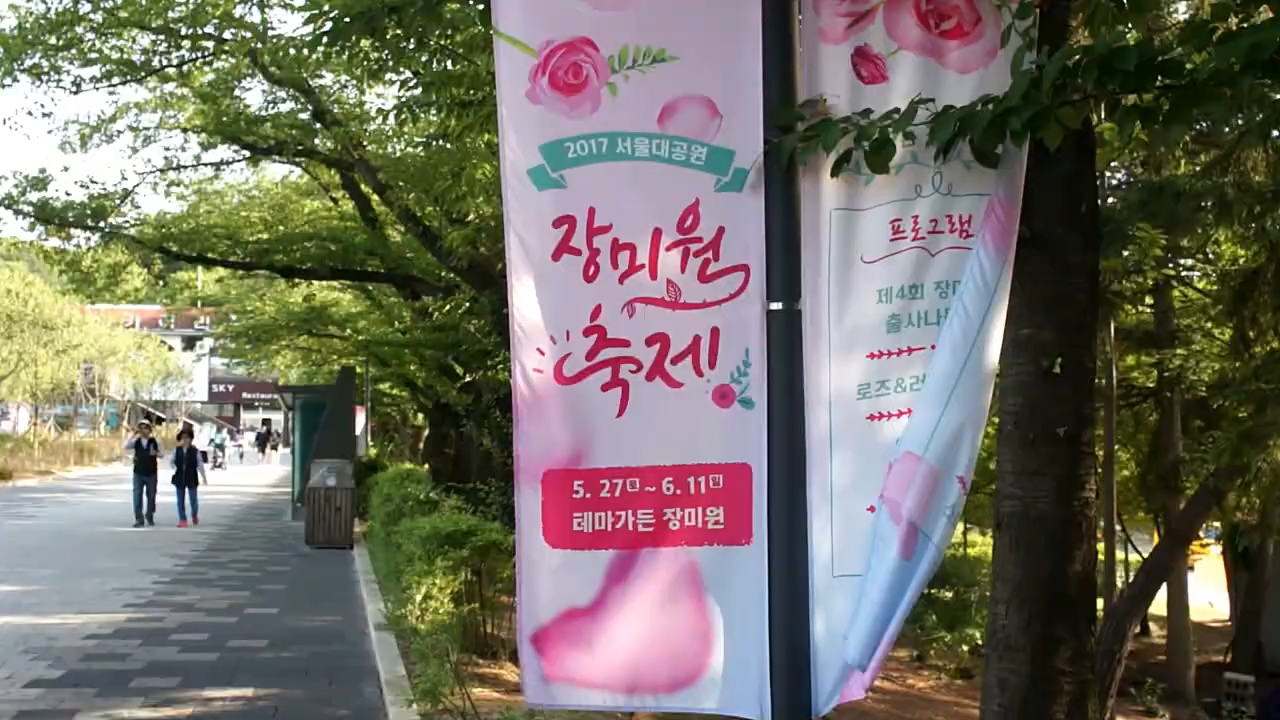 2017 서울대공원
장미원
축제
5. 27토 ~ 6. 11일
테마가든 장미원
프로그램
제4회
출사나
로즈&러
SKY
Restaurant